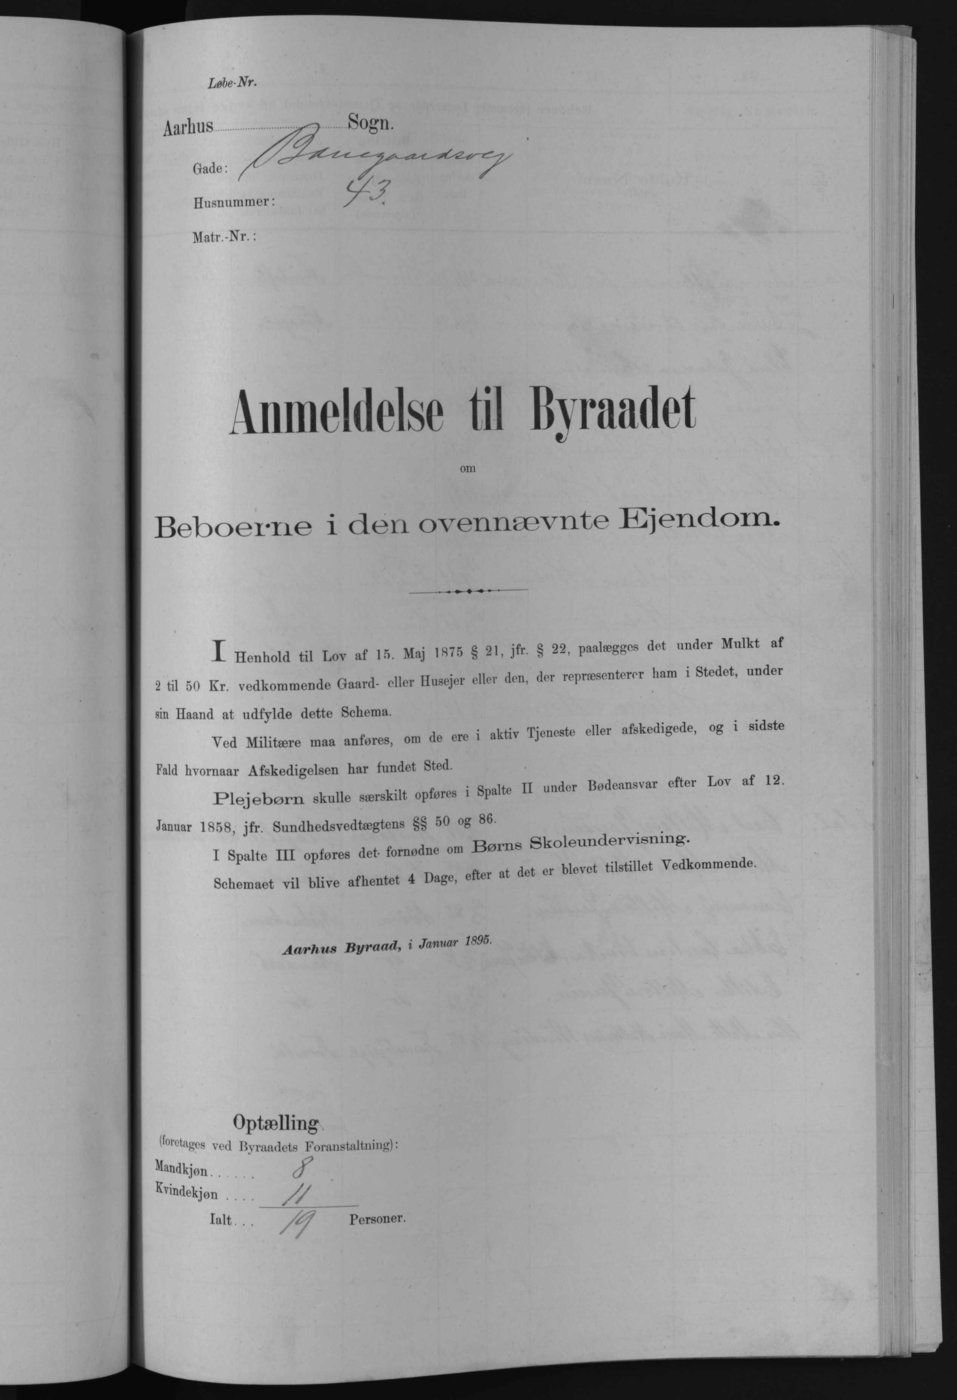 Løbe-Nr.
Aarhus Sogn.
Gade: Banegaardsvej
Husnummer: 43.
Matr.-Nr.:
Anmeldelse til Byraadet
om
Beboerne i den ovennævnte Ejendom.
I Henhold til Lov af 15. Maj 1875 § 21, jfr. § 22, paalægges det under Mulkt af
2 til 50 Kr. vedkommende Gaard- eller Husejer eller den, der repræsenterer ham i Stedet, under
sin Haand at udfylde dette Schema.
Ved Militære maa anføres, om de ere i aktiv Tjeneste eller afskedigede, og i sidste
Fald hvornaar Afskedigelsen har fundet Sted.
Plejebørn skulle særskilt opføres i Spalte II under Bødeansvar efter Lov af 12.
Januar 1858, jfr. Sundhedsvedtægtens §§ 50 og 86.
I Spalte III opføres det fornødne om Børns Skoleundervisning.
Schemaet vil blive afhentet 4 Dage, efter at det er blevet tilstillet Vedkommende.
Aarhus Byraad, i Januar 1895.
Optælling
(foretages ved Byraadets Foranstaltning):
Mandkjøn...... 8
Kvindekjøn .... 11
Ialt... 19 Personer.